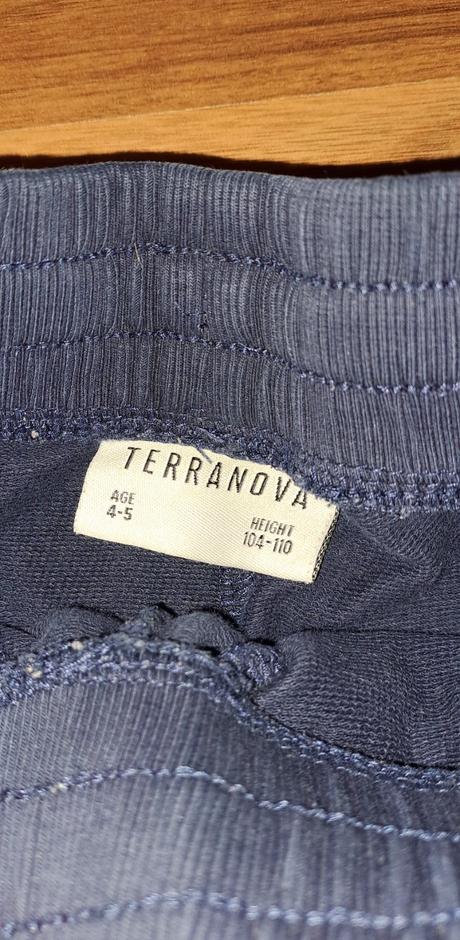 TERRANOVA
AGE
4-5
HEIGHT
104-110